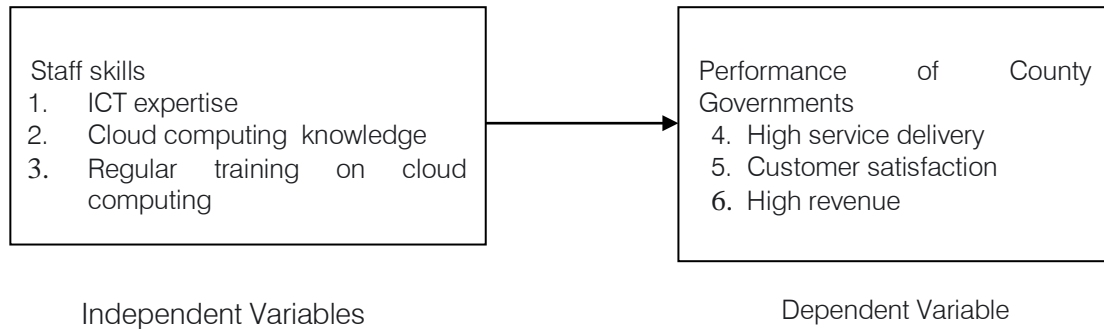 Staff skills
1. ICT expertise
2. Cloud computing knowledge
3. Regular training on cloud
computing
Performance of County
Governments
4. High service delivery
5. Customer satisfaction
6. High revenue
Independent Variables
Dependent Variable